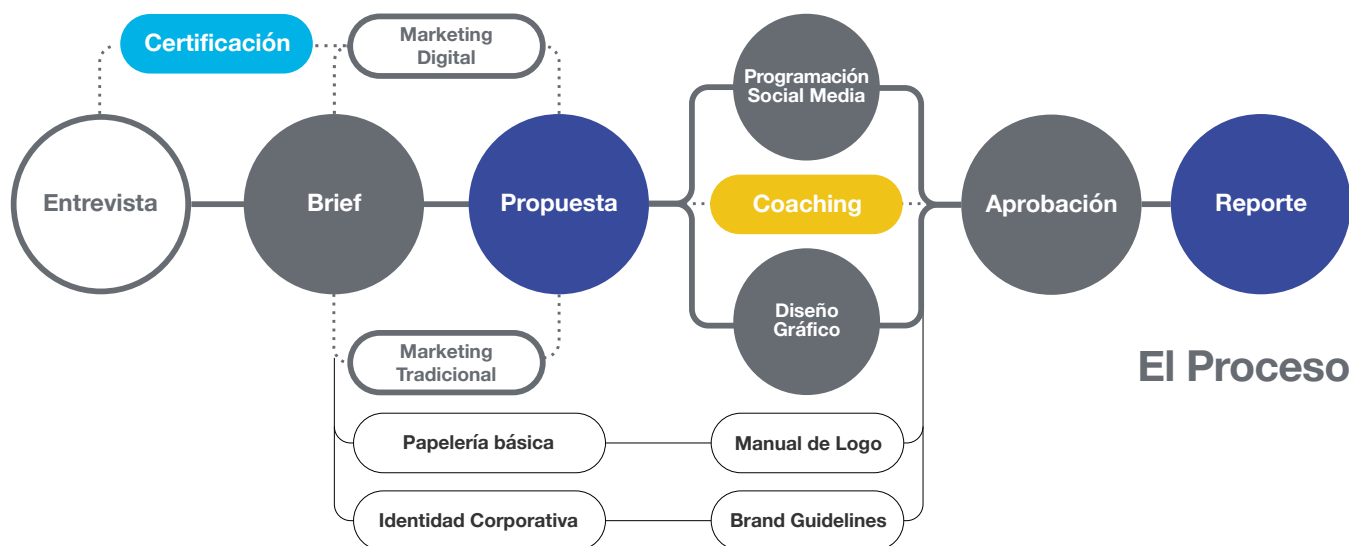 Certificación
Marketing
Digital
Entrevista
Brief
Propuesta
Programación
Social Media
Coaching
Diseño
Gráfico
Aprobación
Reporte
Marketing
Tradicional
El Proceso
Papelería básica
Manual de Logo
Identidad Corporativa
Brand Guidelines